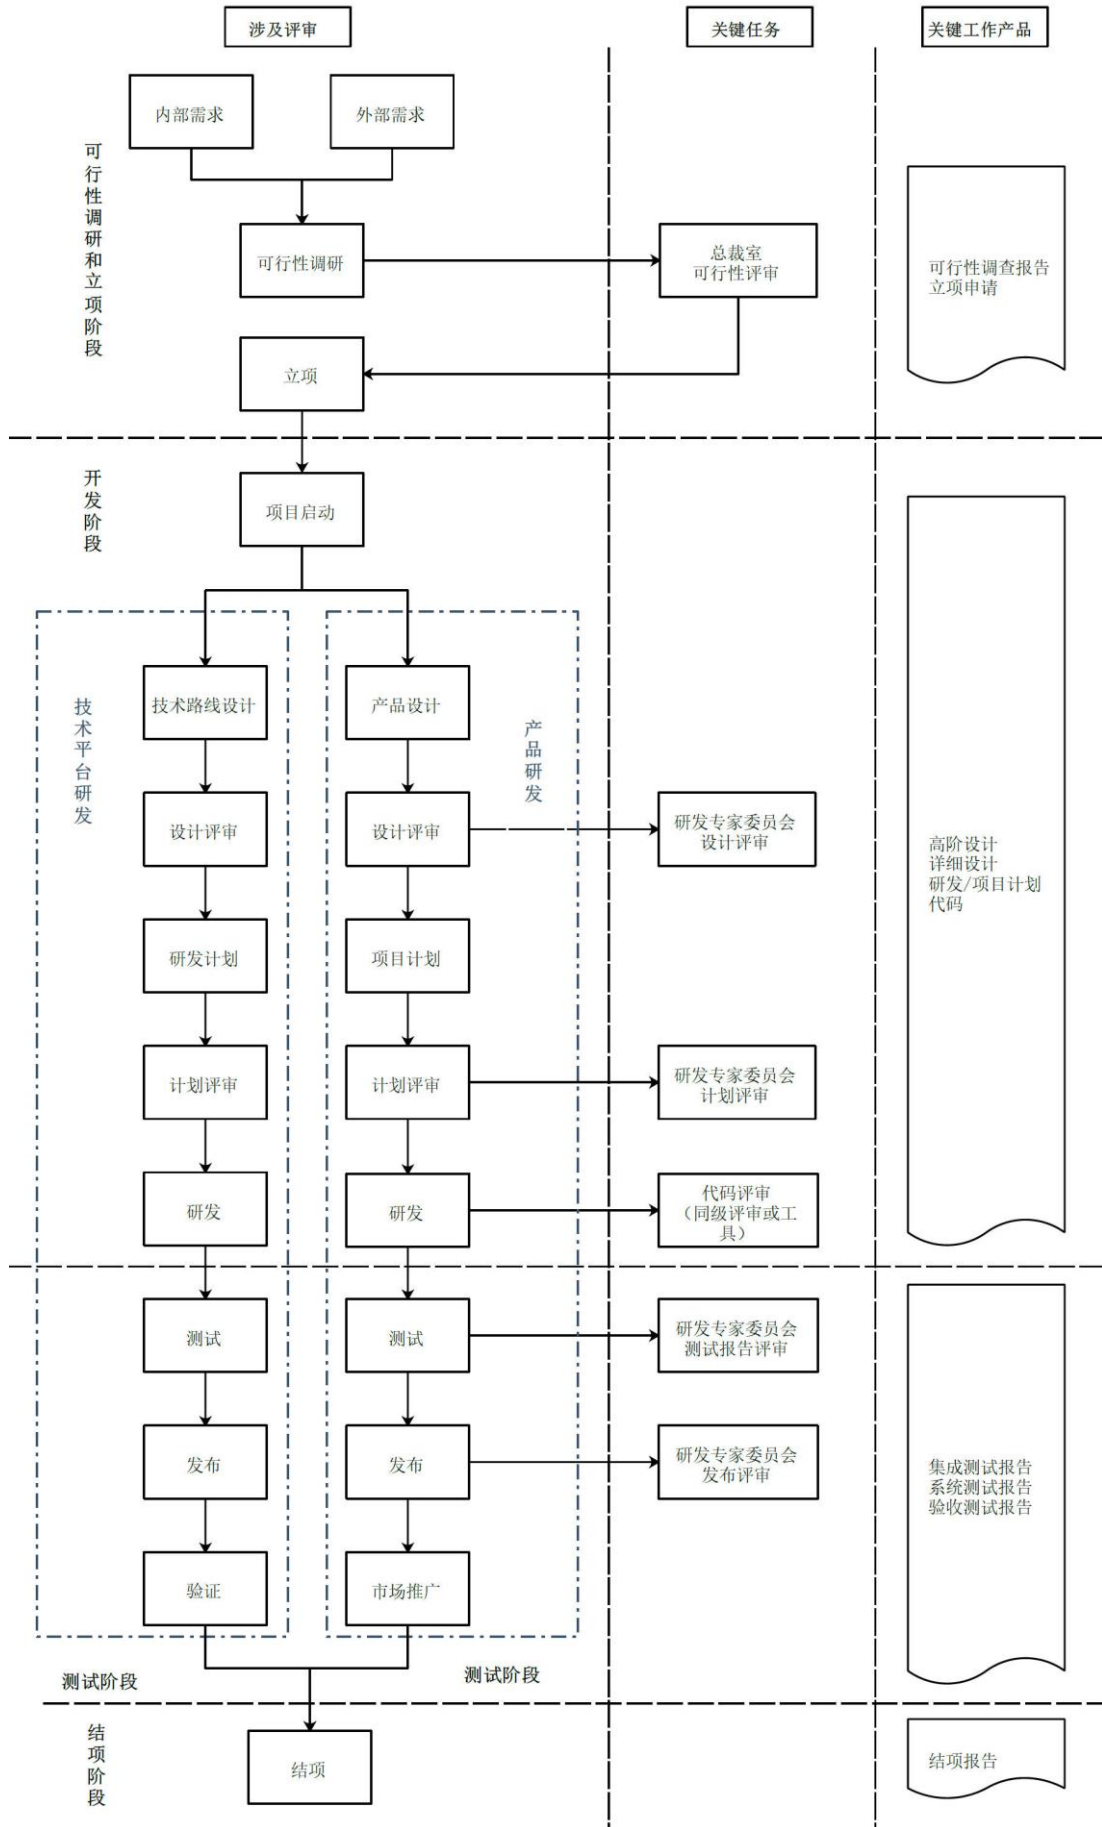 涉及评审
关键任务
关键工作产品
可行性调研和立项阶段
内部需求
外部需求
可行性调研
总裁室
可行性评审
可行性调查报告
立项申请
立项
开发阶段
项目启动
技术平台研发
技术路线设计
产品设计
产品研发
设计评审
设计评审
研发专家委员会
设计评审
高阶设计
详细设计
研发/项目计划
代码
研发计划
项目计划
计划评审
计划评审
研发专家委员会
计划评审
研发
研发
代码评审
（同级评审或工
具）
测试
测试
研发专家委员会
测试报告评审
发布
发布
研发专家委员会
发布评审
集成测试报告
系统测试报告
验收测试报告
验证
市场推广
测试阶段
测试阶段
结项阶段
结项
结项报告